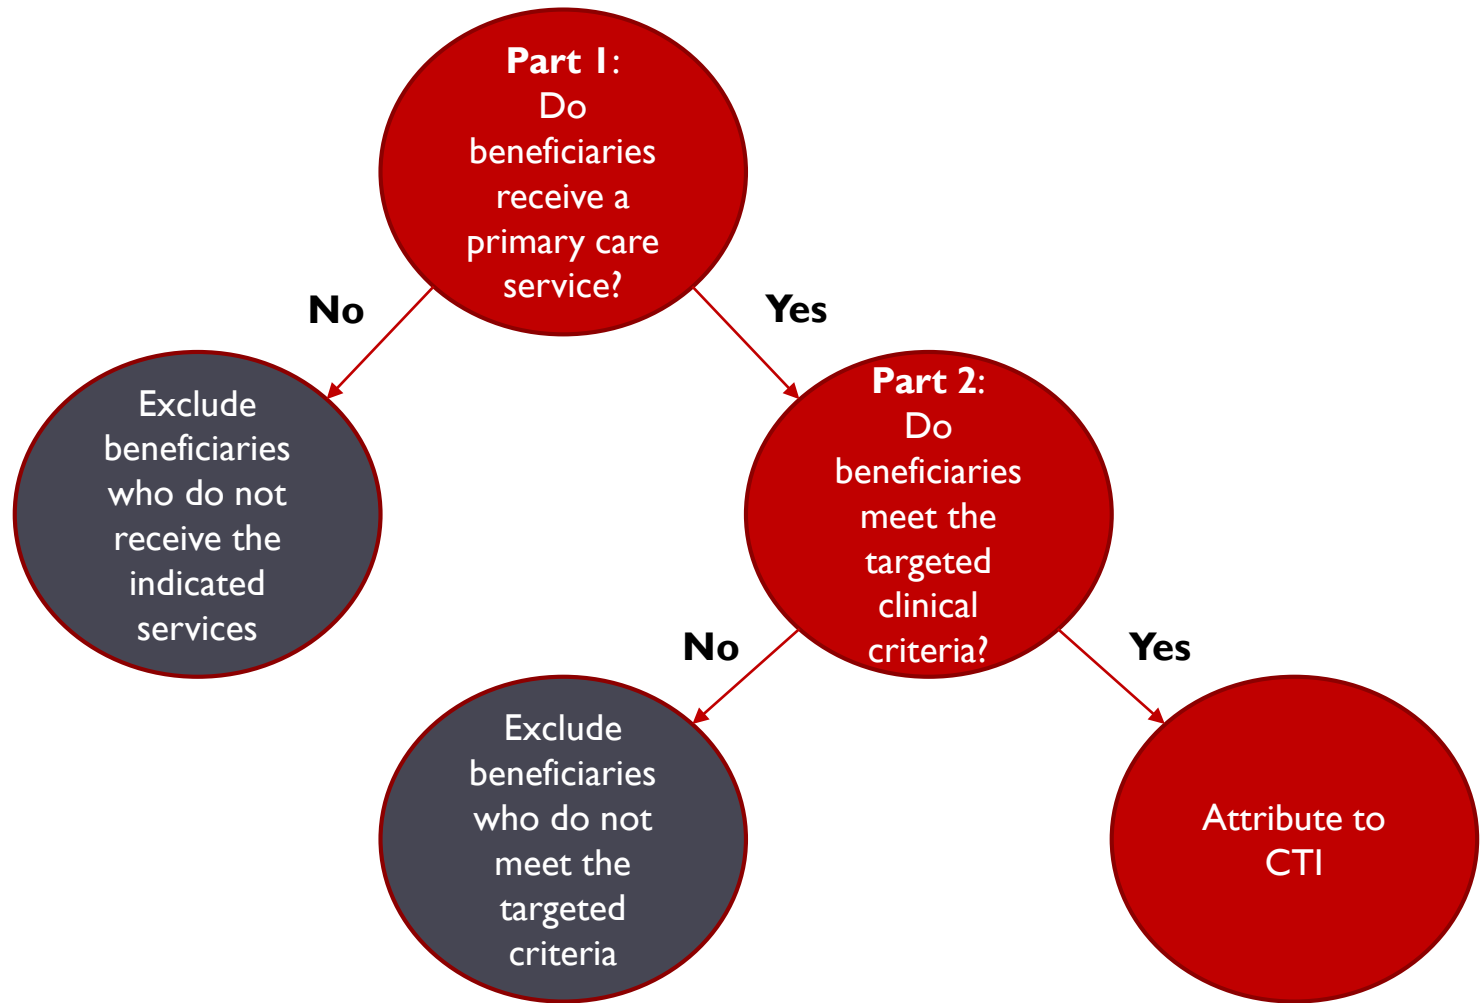 Part 1:
Do
beneficiaries
receive a
primary care
service?
No
Yes
Exclude
beneficiaries
who do not
receive the
indicated
services
Part 2:
Do
beneficiaries
meet the
targeted
clinical
criteria?
No
Yes
Exclude
beneficiaries
who do not
meet the
targeted
criteria
Attribute to
CTI